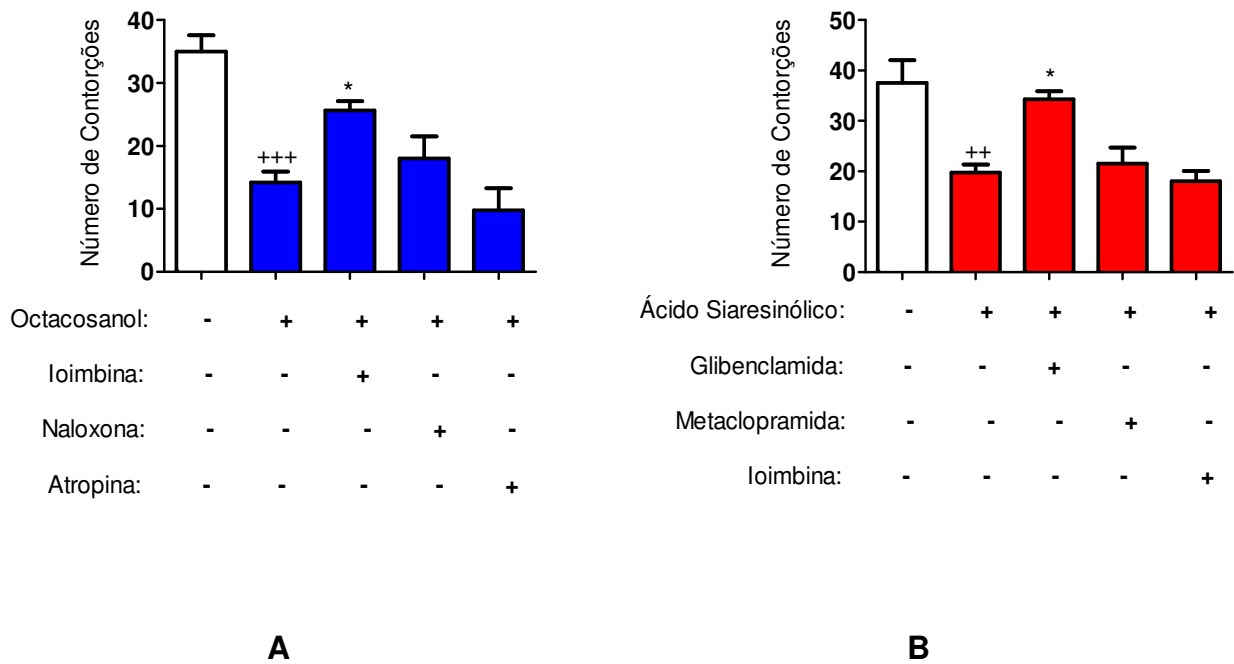 40
30
20
10
0
Número de Contorções
+++
*
Octacosanol: - + + + +
Ioimbina: - - + - -
Naloxona: - - - + -
Atropina: - - - - +
A
50
40
30
20
10
0
Número de Contorções
++
*
Ácido Siaresinólico: - + + + +
Glibenclamida: - - + - -
Metaclopramida: - - - + -
Ioimbina: - - - - +
B